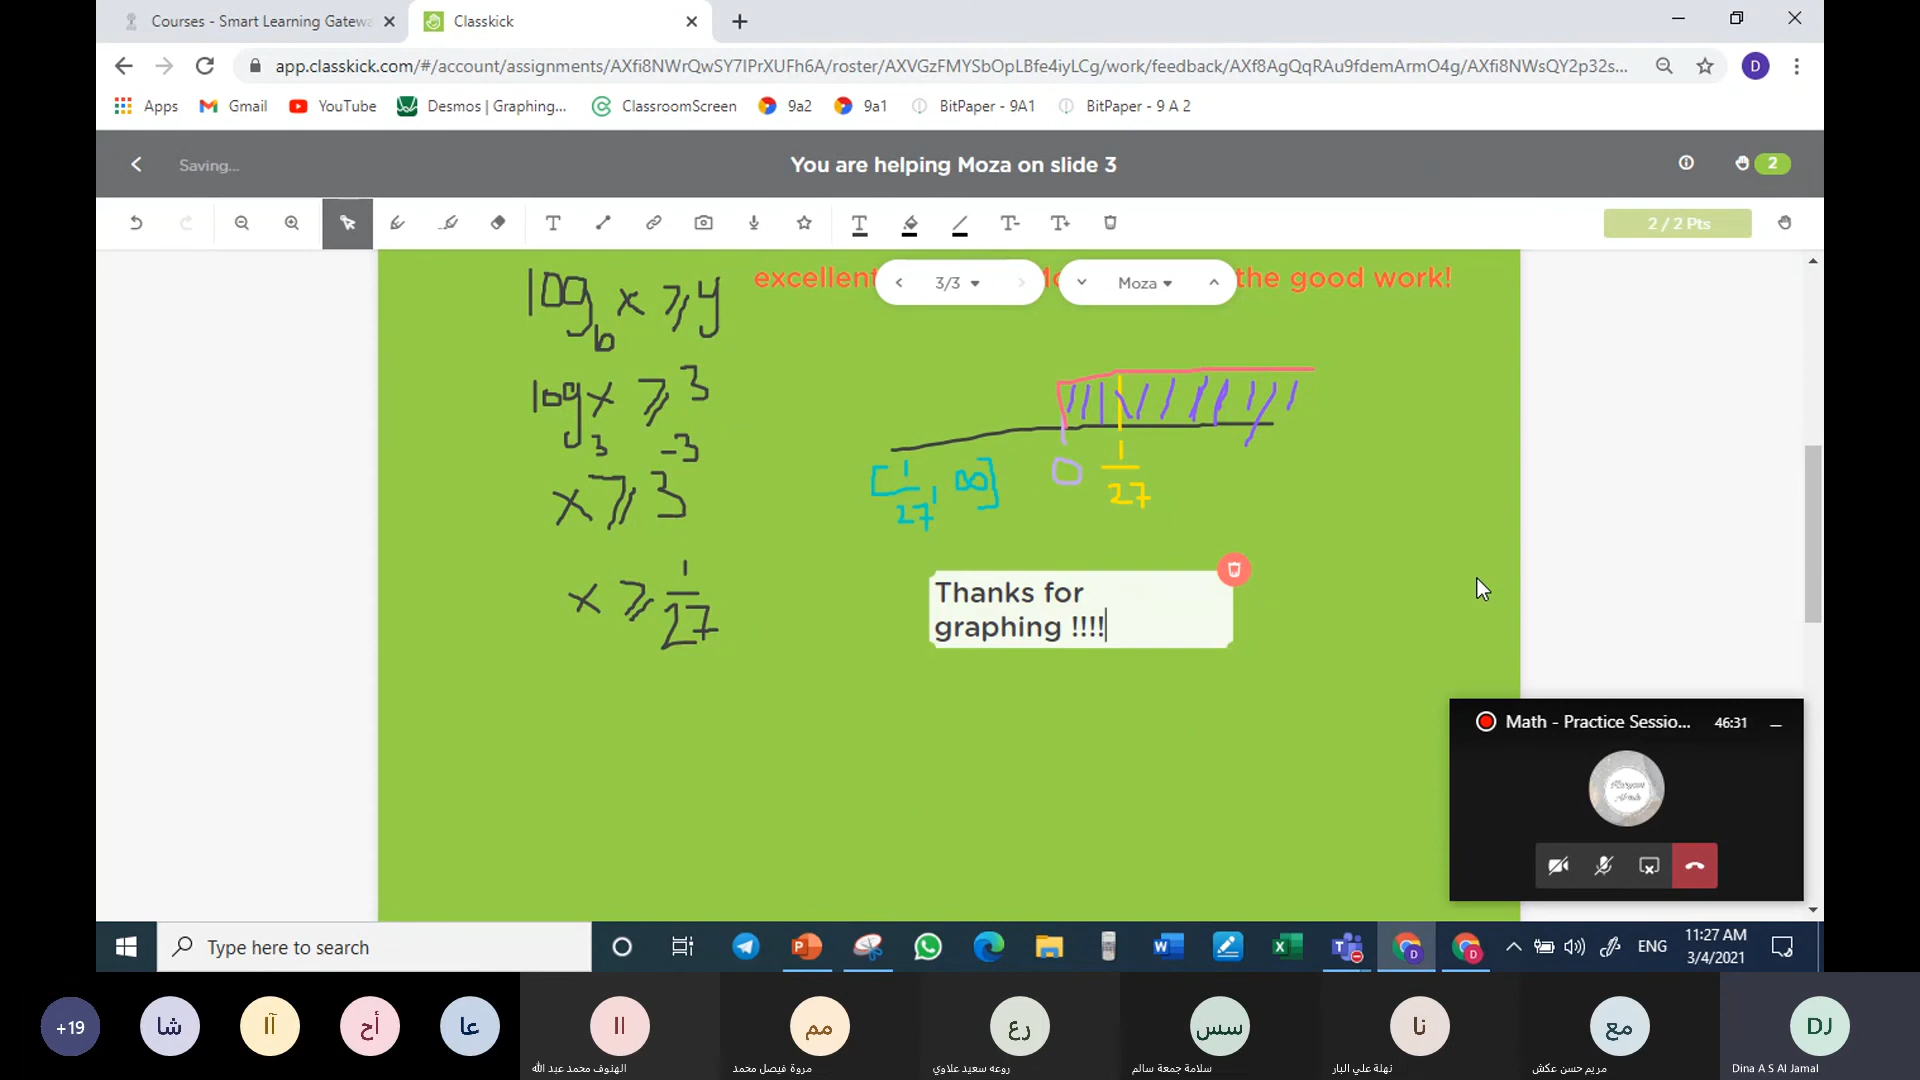 Courses - Smart Learning Gatew
Classkick
app.classkick.com/#/account/assignments/AXfi8NWrQwSY7IPrXUFh6A/roster/AXVGzFMYSbOpLBfe4iyLCg/work/feedback/AXf8AgQqRAu9fdemArmO4g/AXfi8NWsQY2p32s...
D
Apps
Gmail
YouTube
Desmos | Graphing...
ClassroomScreen
9a2
9a1
BitPaper - 9A1
BitPaper - 9 A 2
Saving...
You are helping Moza on slide 3
2
2 / 2 Pts
excellent
the good work!
3/3
Moza
log_b x ⩾ y
log_3 x ⩾ 3
-3
x ⩾ 3
x ⩾ 1/27
[1/27, ∞]
0
1/27
Thanks for
graphing !!!!
Math - Practice Sessio...
46:31
Type here to search
ENG
11:27 AM
3/4/2021
+19
شا
آآ
أح
عا
اا
مم
رع
سس
نا
مع
DJ
الهنوف محمد عبد الله
مروة فيصل محمد
روعه سعيد علاوي
سلامة جمعة سالم
نهلة علي البار
مريم حسن عكش
Dina A S Al Jamal